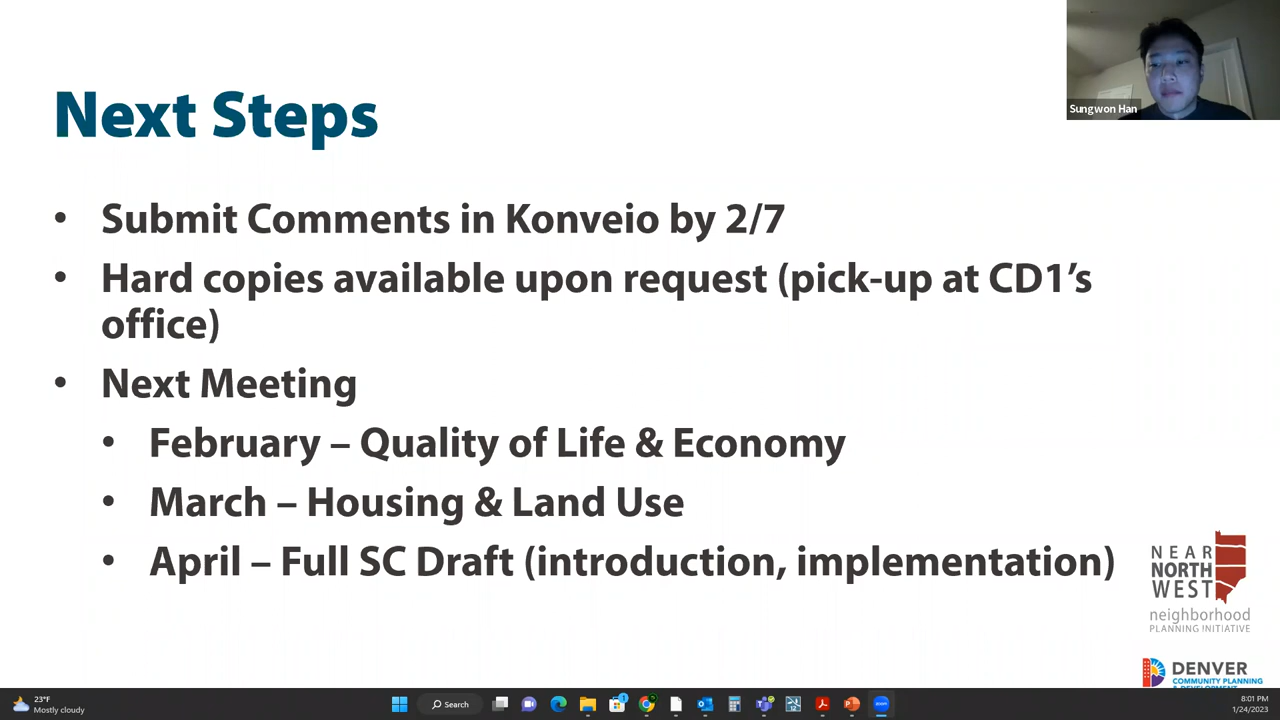 Sungwon Han
Next Steps
• Submit Comments in Konveio by 2/7
• Hard copies available upon request (pick-up at CD1’s
office)
• Next Meeting
• February – Quality of Life & Economy
• March – Housing & Land Use
• April – Full SC Draft (introduction, implementation)
NEAR
NORTH
WEST
neighborhood
PLANNING INITIATIVE
DENVER
COMMUNITY PLANNING
& DEVELOPMENT
23°F
Mostly cloudy
Search
8:01 PM
1/24/2023